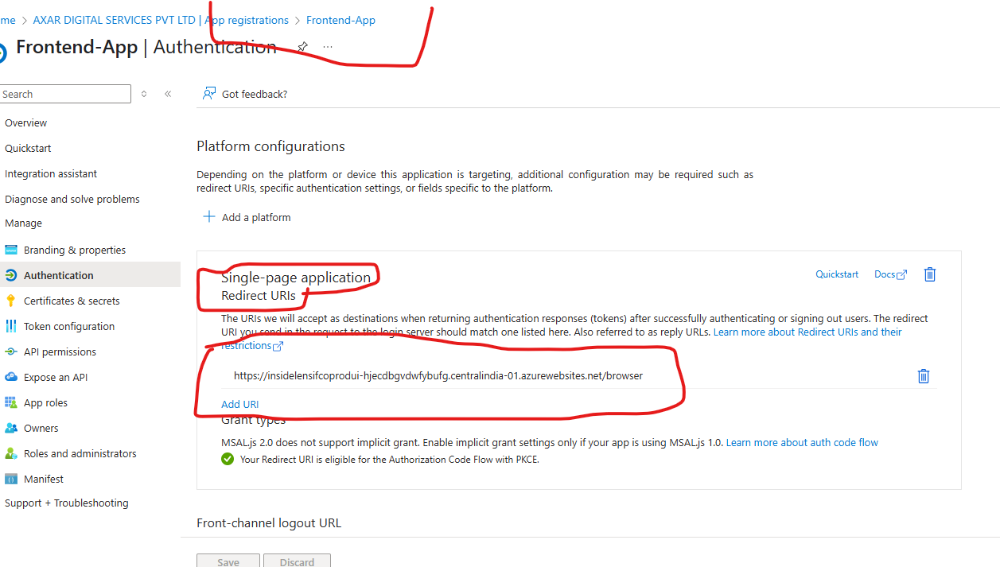 me > AXAR DIGITAL SERVICES PVT LTD | App registrations > Frontend-App
Frontend-App | Authentication ...
Search
Got feedback?
Overview
Quickstart
Integration assistant
Diagnose and solve problems
Manage
Branding & properties
Authentication
Certificates & secrets
Token configuration
API permissions
Expose an API
App roles
Owners
Roles and administrators
Manifest
Support + Troubleshooting
Platform configurations
Depending on the platform or device this application is targeting, additional configuration may be required such as
redirect URIs, specific authentication settings, or fields specific to the platform.
Add a platform
Single-page application
Quickstart Docs
Redirect URIs
The URIs we will accept as destinations when returning authentication responses (tokens) after successfully authenticating or signing out users. The redirect
URI you send in the request to the login server should match one listed here. Also referred to as reply URLs. Learn more about Redirect URIs and their
restrictions
https://insidelensifcoprodui-hjecdbgvdwfybufg.centralindia-01.azurewebsites.net/browser
Add URI
Grant types
MSAL.js 2.0 does not support implicit grant. Enable implicit grant settings only if your app is using MSAL.js 1.0. Learn more about auth code flow
Your Redirect URI is eligible for the Authorization Code Flow with PKCE.
Front-channel logout URL
Save Discard